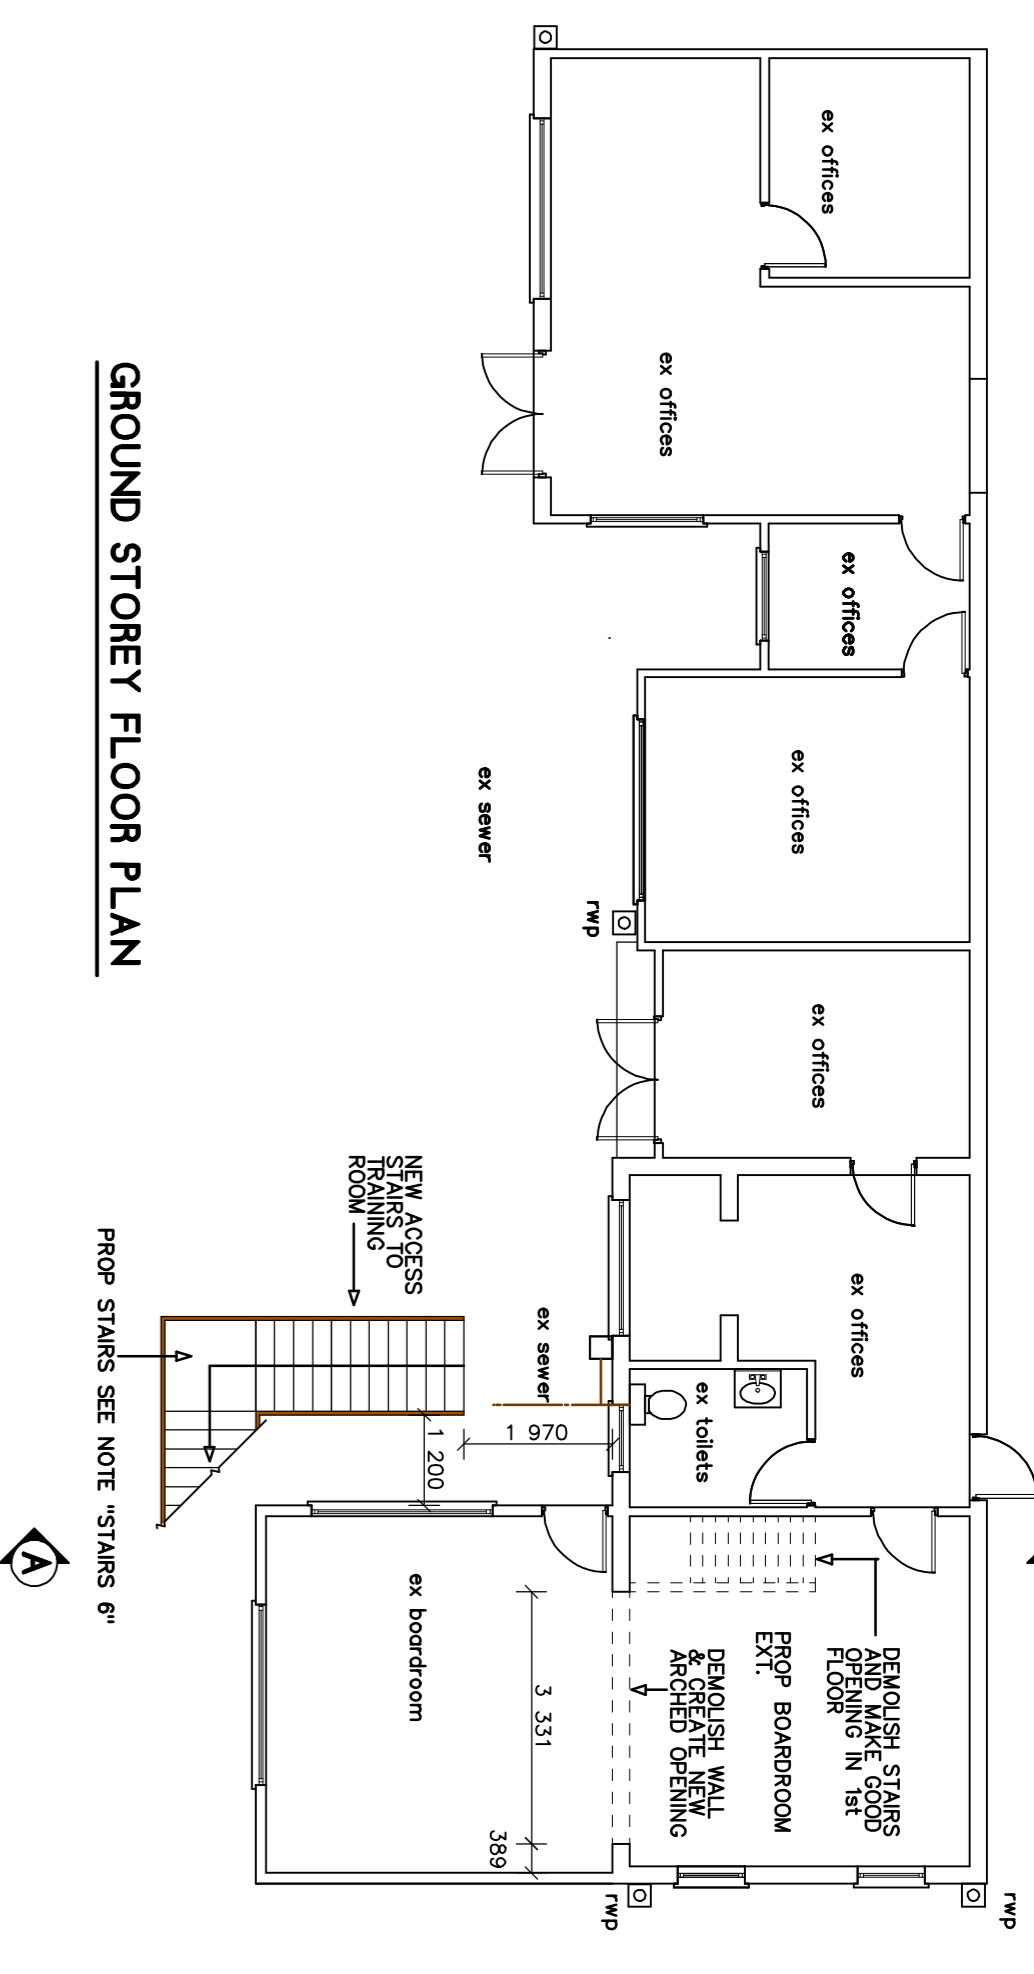 ex offices
ex offices
ex offices
ex offices
ex offices
ex offices
ex toilets
ex sewer
ex sewer
rwp
rwp
rwp
DEMOLISH STAIRS
AND MAKE GOOD
OPENING IN 1st
FLOOR
PROP BOARDROOM
EXT.
DEMOLISH WALL
& CREATE NEW
ARCHED OPENING
3 331
389
ex boardroom
1 970
1 200
NEW ACCESS
STAIRS TO
TRAINING
ROOM
PROP STAIRS SEE NOTE "STAIRS 6"
A
GROUND STOREY FLOOR PLAN